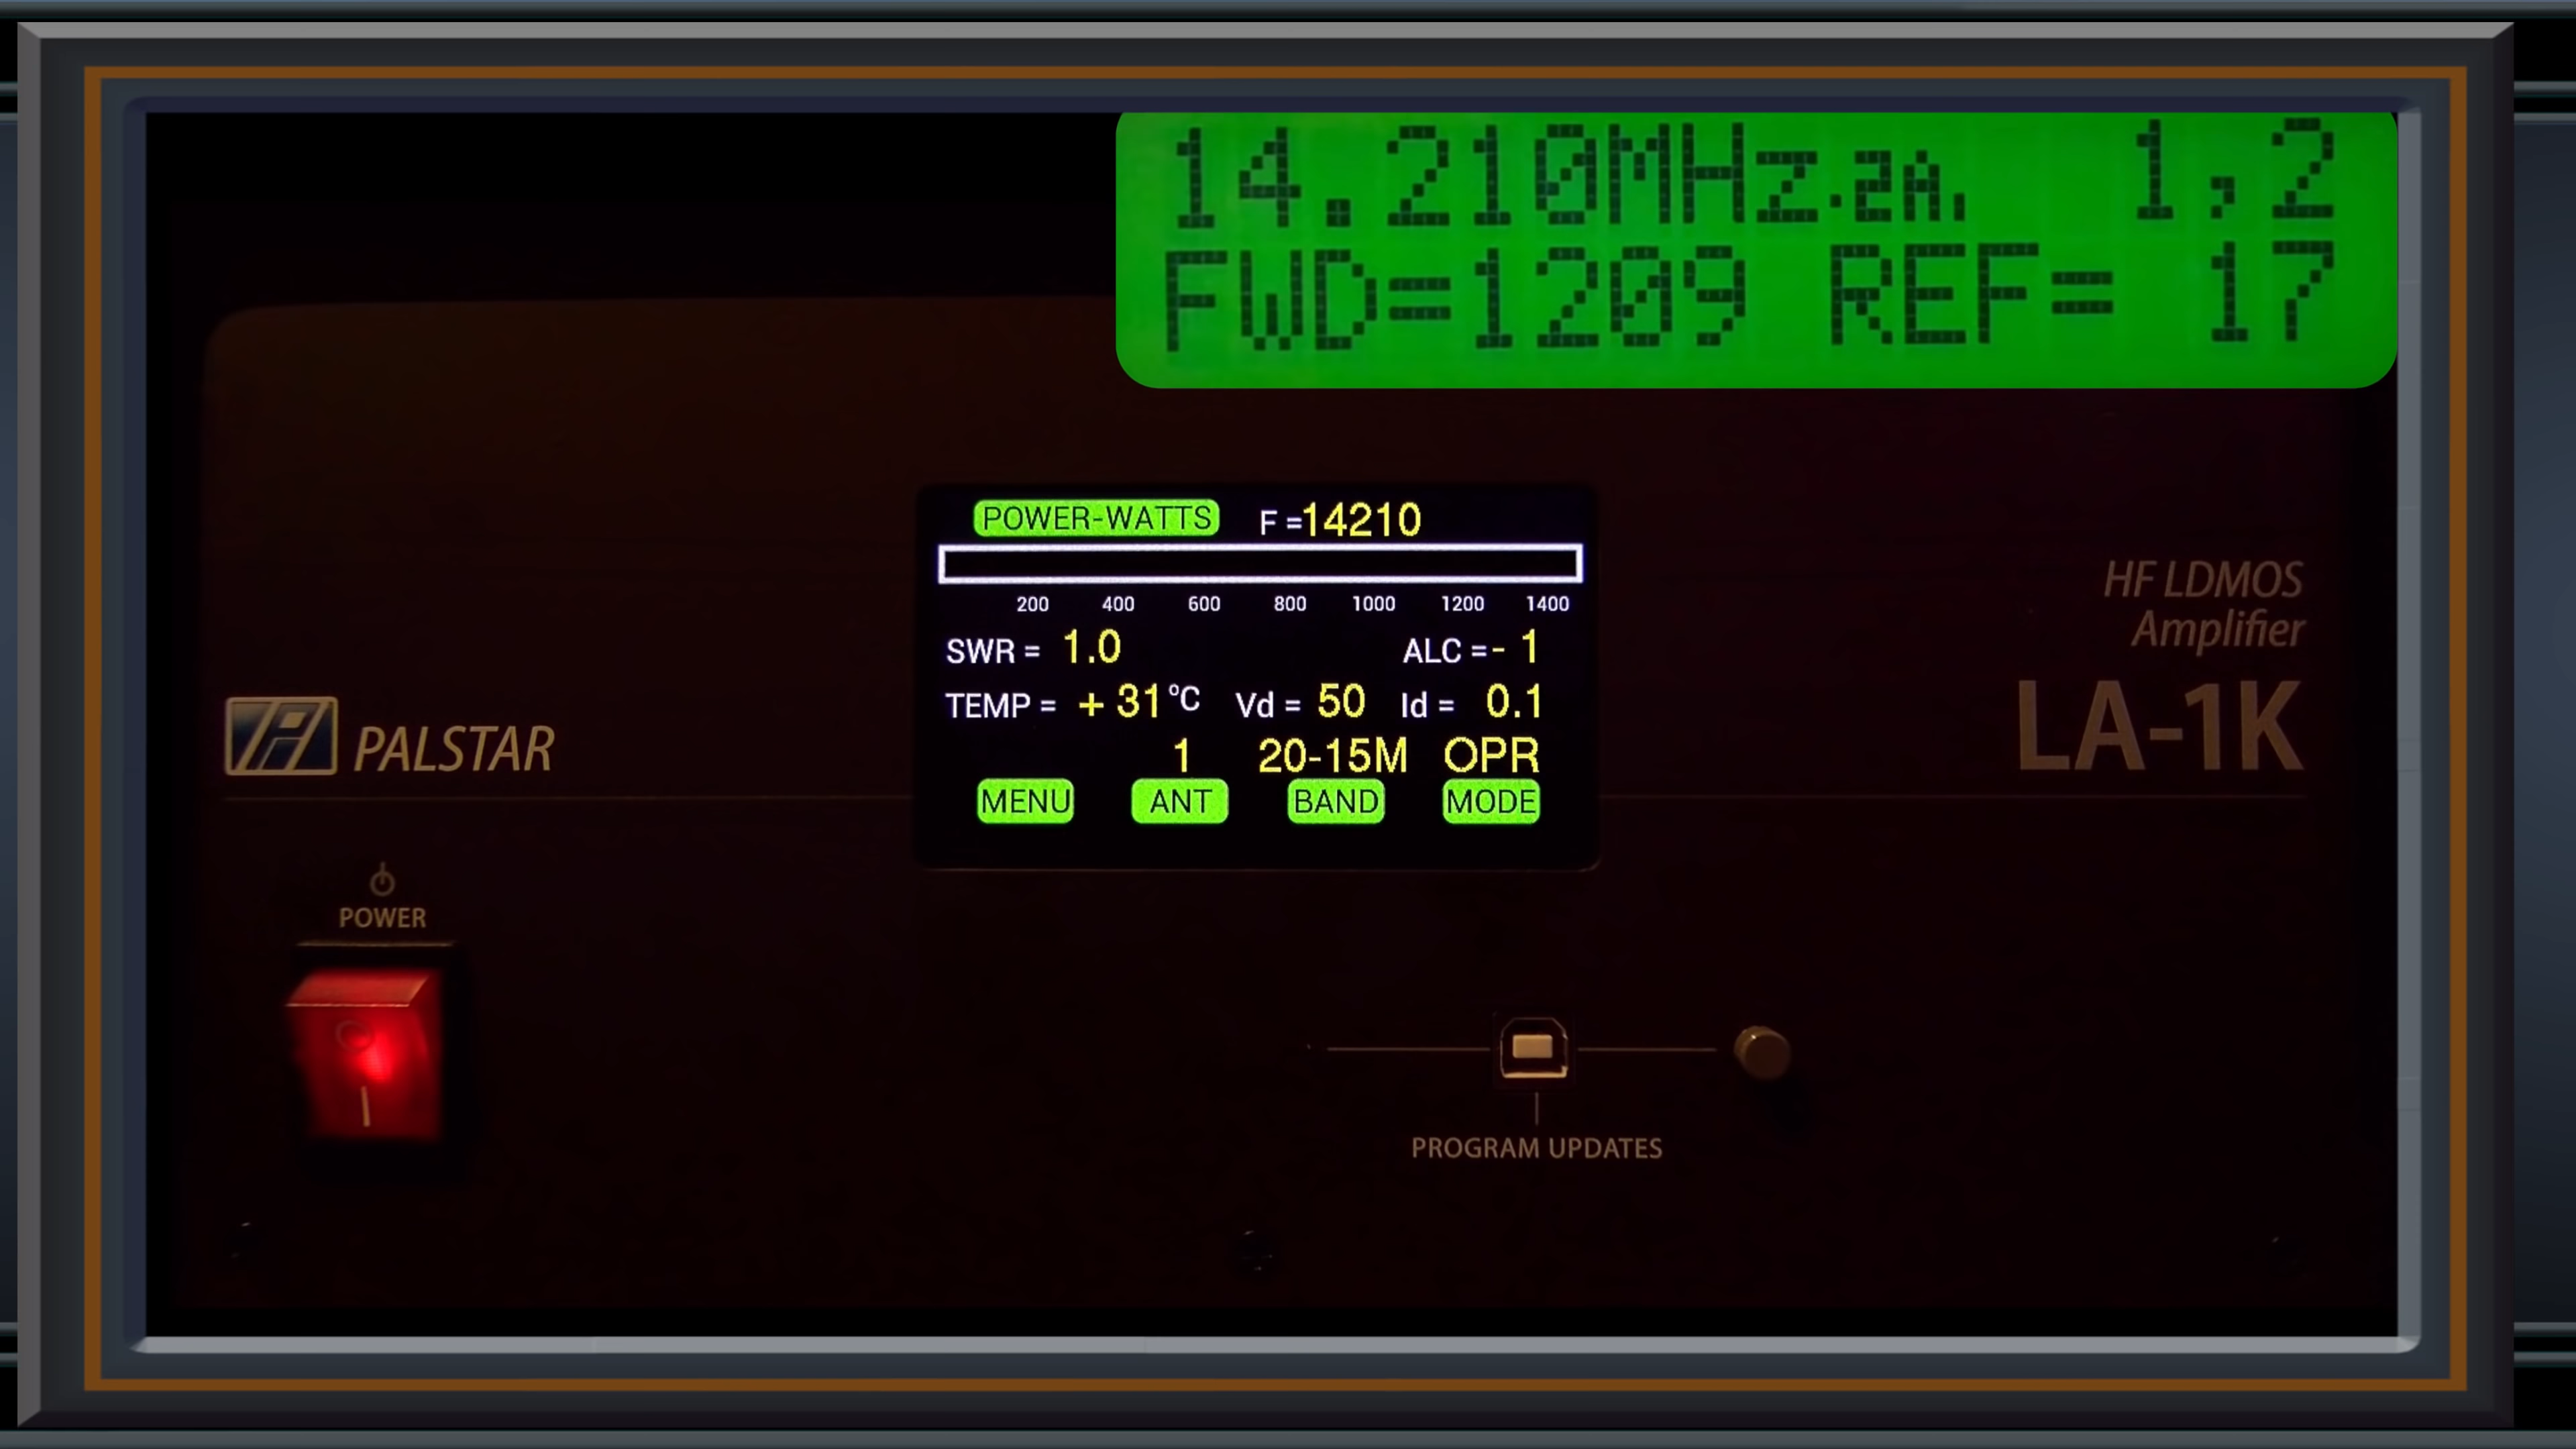 14.210MHz.2A, 1,2
FWD=1209 REF= 17
POWER-WATTS F =14210
200 400 600 800 1000 1200 1400
SWR = 1.0 ALC =- 1
TEMP = + 31 °C Vd = 50 Id = 0.1
1 20-15M OPR
MENU ANT BAND MODE
HF LDMOS
Amplifier
LA-1K
PALSTAR
POWER
PROGRAM UPDATES